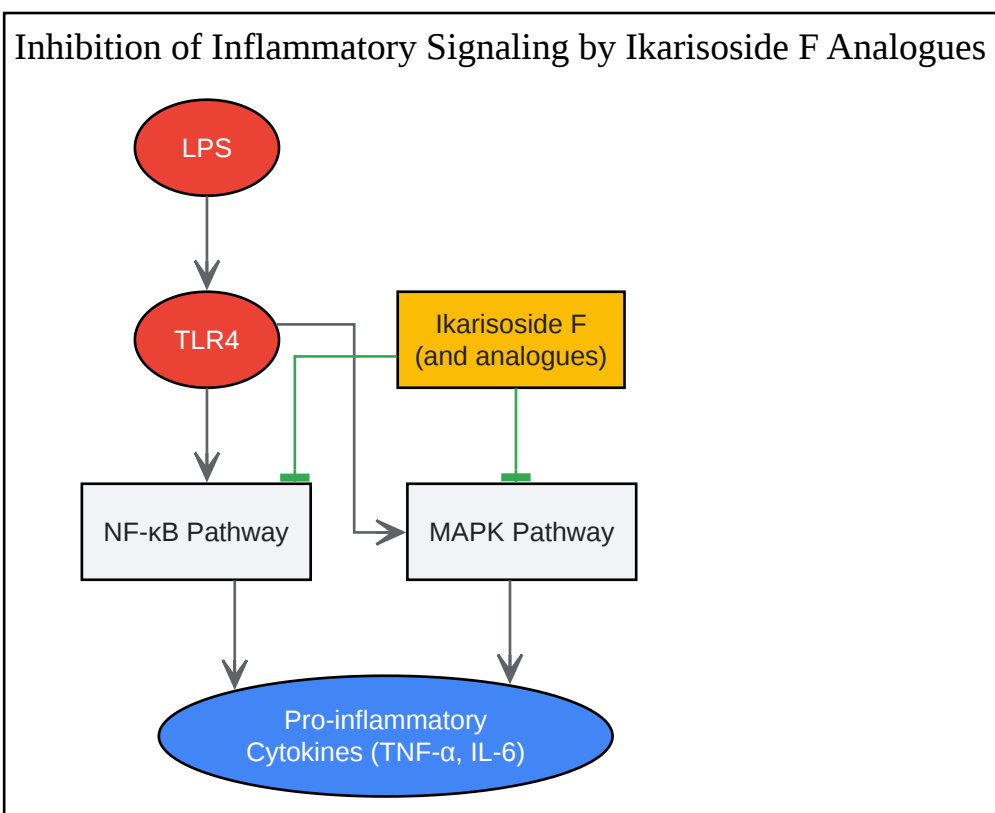 Inhibition of Inflammatory Signaling by Ikarisoside F Analogues
LPS
TLR4
Ikarisoside F
(and analogues)
NF-κB Pathway
MAPK Pathway
Pro-inflammatory
Cytokines (TNF-α, IL-6)